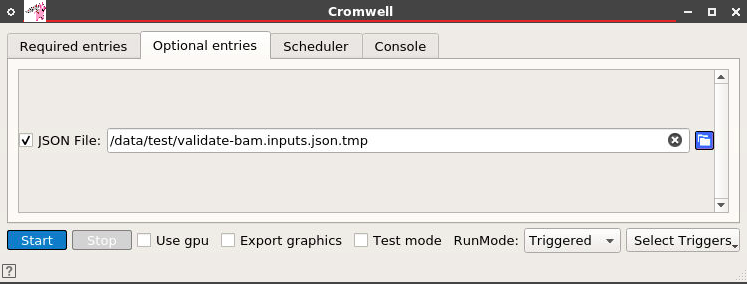 Cromwell
Required entries Optional entries Scheduler Console
JSON File: /data/test/validate-bam.inputs.json.tmp
Start Stop Use gpu Export graphics Test mode RunMode: Triggered Select Triggers
?